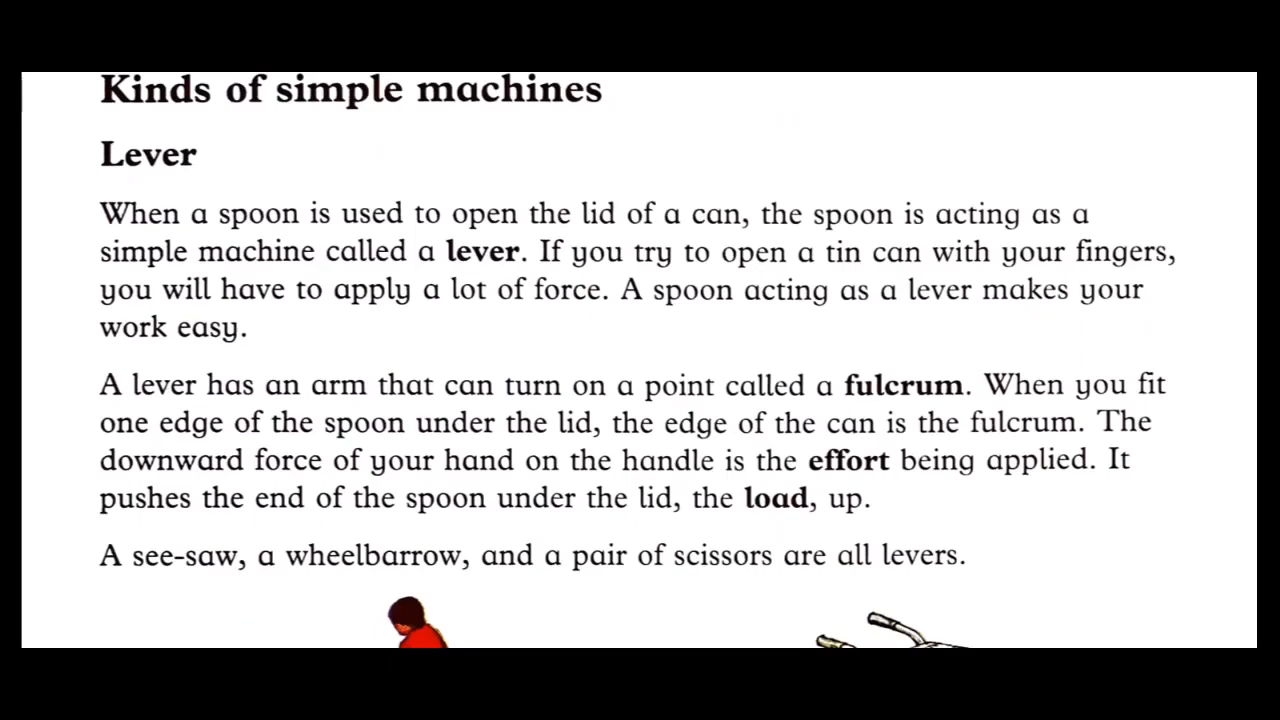 Kinds of simple machines
Lever
When a spoon is used to open the lid of a can, the spoon is acting as a
simple machine called a lever. If you try to open a tin can with your fingers,
you will have to apply a lot of force. A spoon acting as a lever makes your
work easy.
A lever has an arm that can turn on a point called a fulcrum. When you fit
one edge of the spoon under the lid, the edge of the can is the fulcrum. The
downward force of your hand on the handle is the effort being applied. It
pushes the end of the spoon under the lid, the load, up.
A see-saw, a wheelbarrow, and a pair of scissors are all levers.